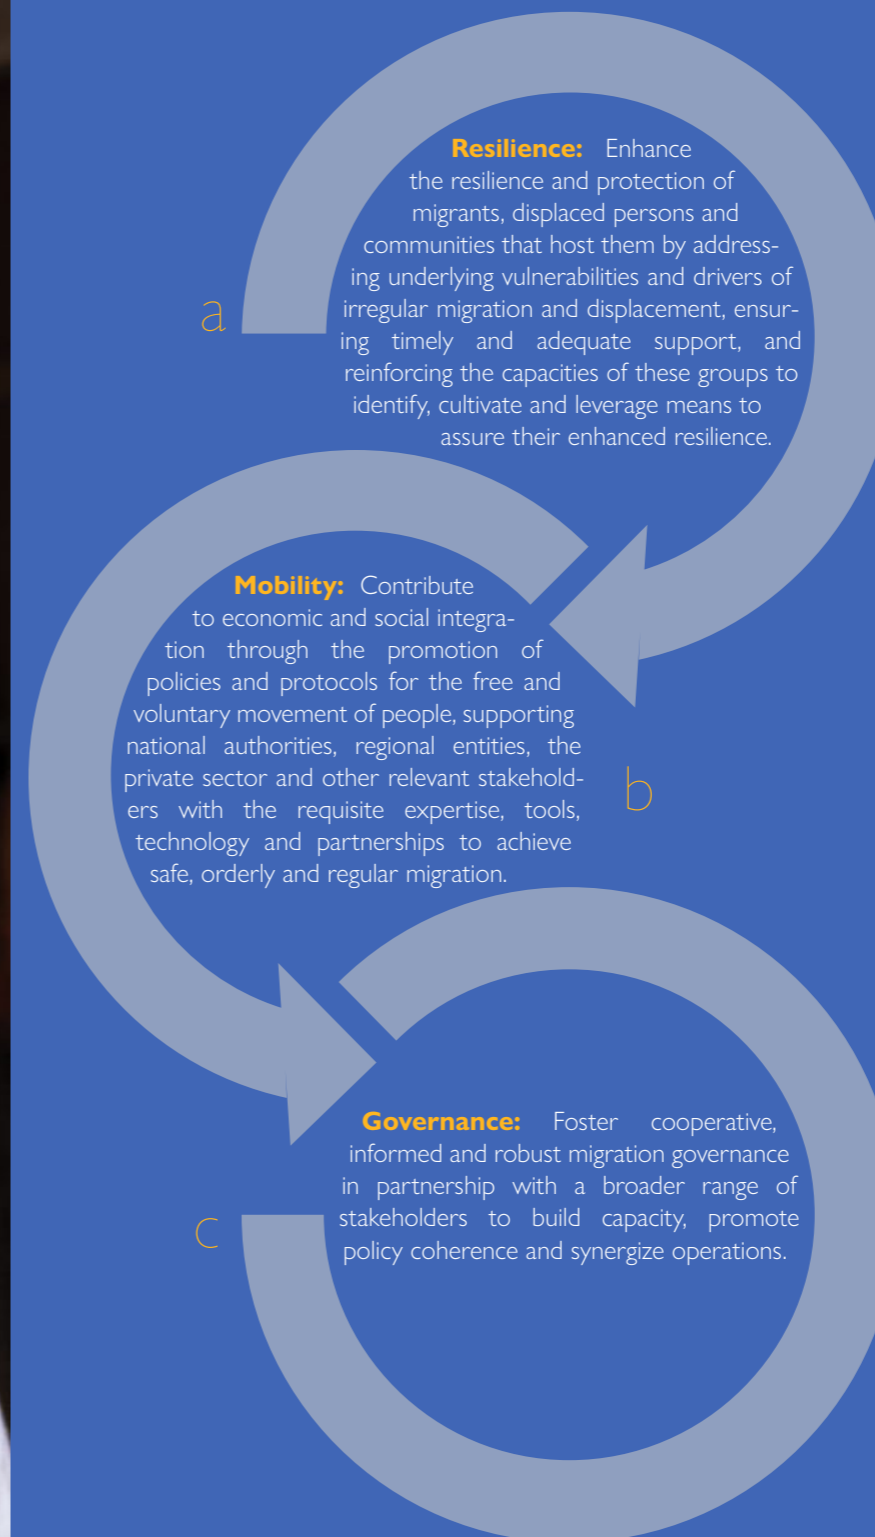 Resilience: Enhance
the resilience and protection of
migrants, displaced persons and
communities that host them by address-
ing underlying vulnerabilities and drivers of
irregular migration and displacement, ensur-
ing timely and adequate support, and
reinforcing the capacities of these groups to
identify, cultivate and leverage means to
assure their enhanced resilience.
a
Mobility: Contribute
to economic and social integra-
tion through the promotion of
policies and protocols for the free and
voluntary movement of people, supporting
national authorities, regional entities, the
private sector and other relevant stakehold-
ers with the requisite expertise, tools,
technology and partnerships to achieve
safe, orderly and regular migration.
b
Governance: Foster cooperative,
informed and robust migration governance
in partnership with a broader range of
stakeholders to build capacity, promote
policy coherence and synergize operations.
c